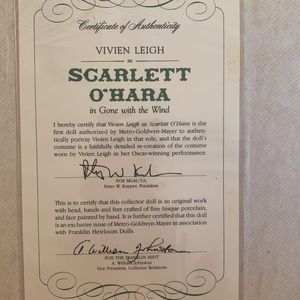 Certificate of Authenticity
VIVIEN LEIGH
as
SCARLETT
O'HARA
in Gone with the Wind
I hereby certify that Vivien Leigh as Scarlett O'Hara is the
first doll authorized by Metro-Goldwyn-Mayer to authen-
tically portray Vivien Leigh in that role, and that the doll's
costume is a faithfully detailed re-creation of the costume
worn by Vivien Leigh in her Oscar-winning performance.
FOR MGM/UA
Peter W. Kuyper, President
This is to certify that this collector doll is an original work
with head, hands and feet crafted of fine bisque porcelain,
and face painted by hand. It is further certified that this doll
is an exclusive issue of Metro-Goldwyn-Mayer in association
with Franklin Heirloom Dolls.
A. William Johnston
FOR THE FRANKLIN MINT
A. William Johnston
Vice President: Collector Relations